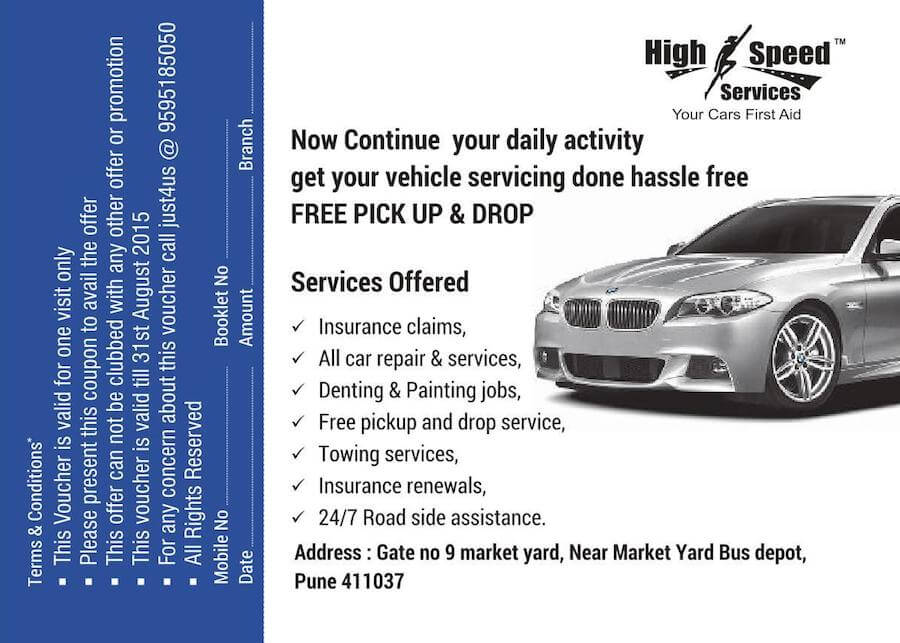 Terms & Conditions*
▪ This Voucher is valid for one visit only
▪ Please present this coupon to avail the offer
▪ This offer can not be clubbed with any other offer or promotion
▪ This voucher is valid till 31st August 2015
▪ For any concern about this voucher call just4us @ 9595185050
▪ All Rights Reserved
Mobile No Booklet No
Date Amount Branch
High Speed™
Services
Your Cars First Aid
Now Continue your daily activity
get your vehicle servicing done hassle free
FREE PICK UP & DROP
Services Offered
✓ Insurance claims,
✓ All car repair & services,
✓ Denting & Painting jobs,
✓ Free pickup and drop service,
✓ Towing services,
✓ Insurance renewals,
✓ 24/7 Road side assistance.
Address : Gate no 9 market yard, Near Market Yard Bus depot,
Pune 411037